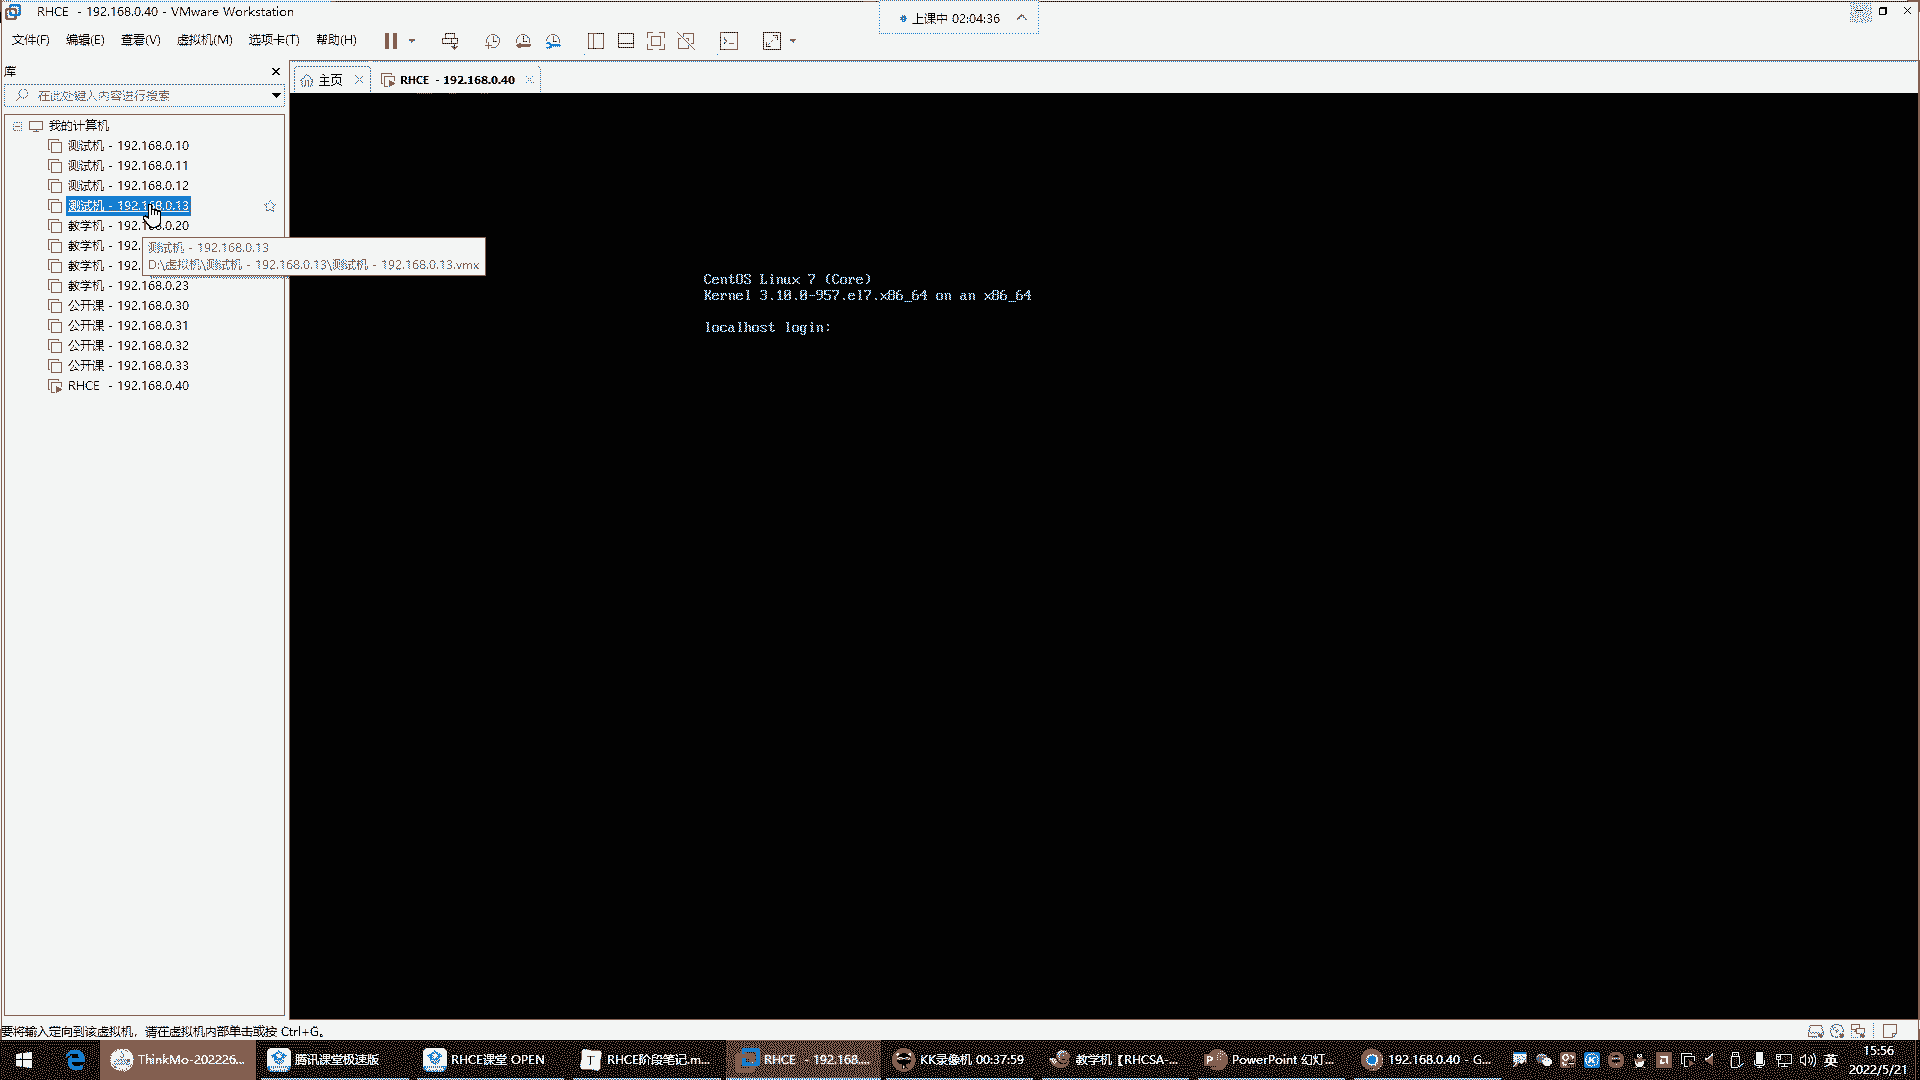 RHCE - 192.168.0.40 - VMware Workstation
上课中 02:04:36
文件(F) 编辑(E) 查看(V) 虚拟机(M) 选项卡(T) 帮助(H)
库
主页
RHCE - 192.168.0.40
在此处键入内容进行搜索
我的计算机
测试机 - 192.168.0.10
测试机 - 192.168.0.11
测试机 - 192.168.0.12
测试机 - 192.168.0.13
教学机 - 192.168.0.20
教学机 - 192.
教学机 - 192.
测试机 - 192.168.0.13
D:\虚拟机\测试机 - 192.168.0.13\测试机 - 192.168.0.13.vmx
教学机 - 192.168.0.23
公开课 - 192.168.0.30
公开课 - 192.168.0.31
公开课 - 192.168.0.32
公开课 - 192.168.0.33
RHCE - 192.168.0.40
CentOS Linux 7 (Core)
Kernel 3.10.0-957.el7.x86_64 on an x86_64
localhost login:
要将输入定向到该虚拟机，请在虚拟机内部单击或按 Ctrl+G。
ThinkMo-202226...
腾讯课堂极速版
RHCE课堂 OPEN
RHCE阶段笔记.m...
RHCE - 192.168....
KK录像机 00:37:59
教学机【RHCSA-...
PowerPoint 幻灯...
192.168.0.40 - G...
英
15:56
2022/5/21